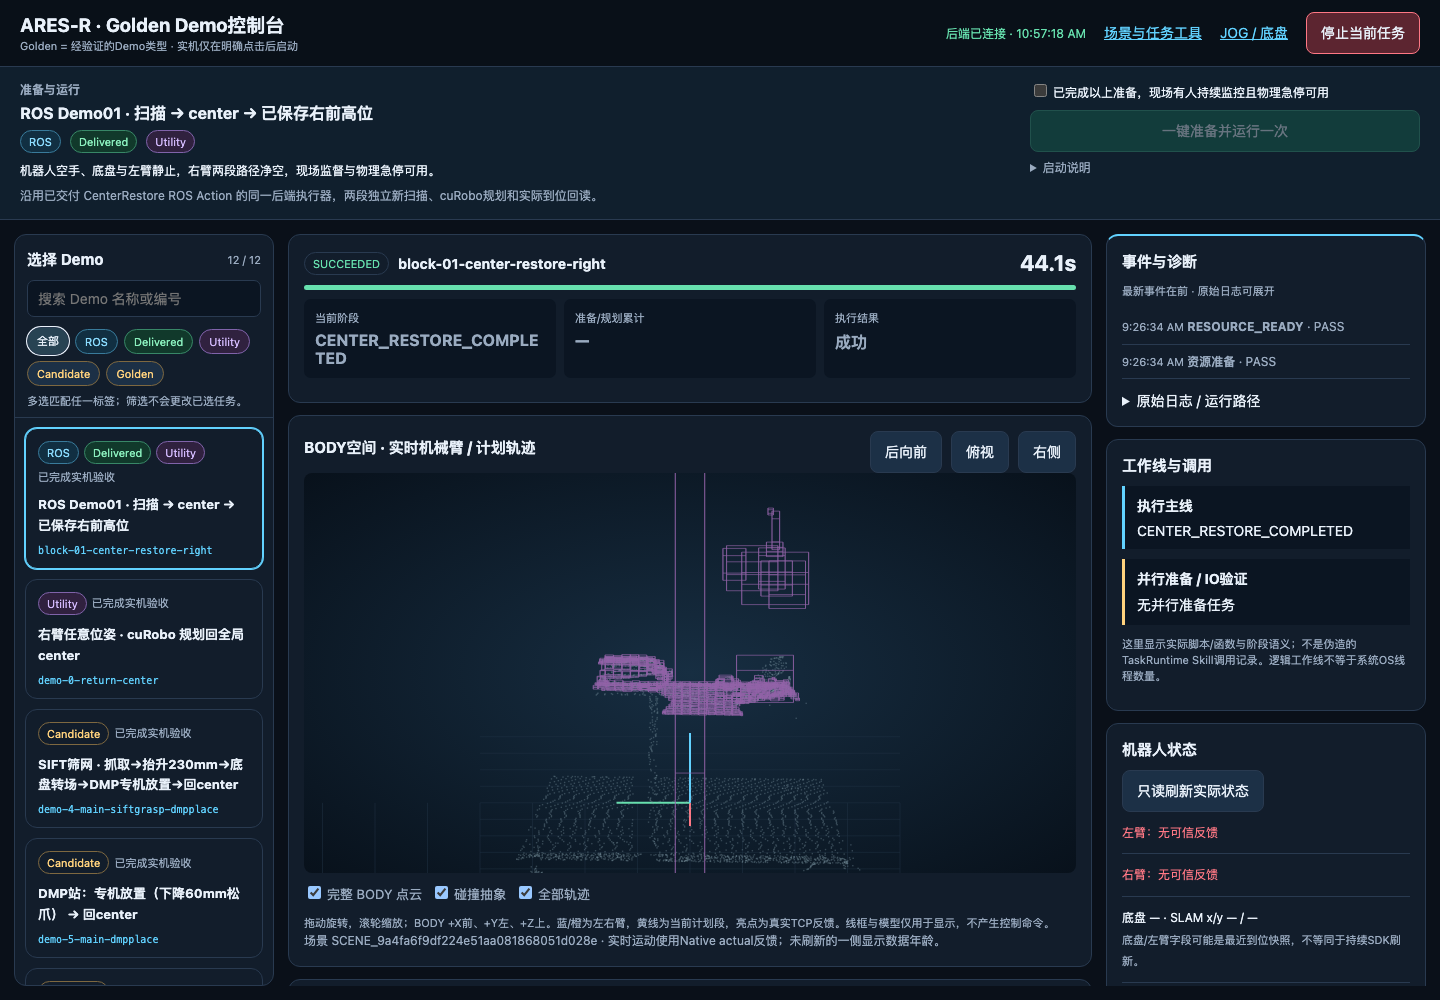 ARES-R · Golden Demo控制台
Golden = 经验证的Demo类型 · 实机仅在明确点击后启动
后端已连接 · 10:57:18 AM
场景与任务工具
JOG / 底盘
停止当前任务
准备与运行
ROS Demo01 · 扫描 → center → 已保存右前高位
ROS
Delivered
Utility
机器人空手、底盘与左臂静止，右臂两段路径净空，现场监督与物理急停可用。
沿用已交付 CenterRestore ROS Action 的同一后端执行器，两段独立新扫描、cuRobo规划和实际到位回读。
已完成以上准备，现场有人持续监控且物理急停可用
一键准备并运行一次
启动说明
选择 Demo
12 / 12
搜索 Demo 名称或编号
全部
ROS
Delivered
Utility
Candidate
Golden
多选匹配任一标签；筛选不会更改已选任务。
ROS
Delivered
Utility
已完成实机验收
ROS Demo01 · 扫描 → center →
已保存右前高位
block-01-center-restore-right
Utility
已完成实机验收
右臂任意位姿 · cuRobo 规划回全局
center
demo-0-return-center
Candidate
已完成实机验收
SIFT筛网 · 抓取→抬升230mm→底
盘转场→DMP专机放置→回center
demo-4-main-siftgrasp-dmpplace
Candidate
已完成实机验收
DMP站：专机放置（下降60mm松
爪） → 回center
demo-5-main-dmpplace
SUCCEEDED
block-01-center-restore-right
44.1s
当前阶段
CENTER_RESTORE_COMPLE
TED
准备/规划累计
—
执行结果
成功
BODY空间 · 实时机械臂 / 计划轨迹
后向前
俯视
右侧
完整 BODY 点云
碰撞抽象
全部轨迹
拖动旋转，滚轮缩放；BODY +X前、+Y左、+Z上。蓝/橙为左右臂，黄线为当前计划段，亮点为真实TCP反馈。线框与模型仅用于显示，不产生控制命令。
场景 SCENE_9a4fa6f9df224e51aa081868051d028e · 实时运动使用Native actual反馈；未刷新的一侧显示数据年龄。
事件与诊断
最新事件在前 · 原始日志可展开
9:26:34 AM RESOURCE_READY · PASS
9:26:34 AM 资源准备 · PASS
原始日志 / 运行路径
工作线与调用
执行主线
CENTER_RESTORE_COMPLETED
并行准备 / IO验证
无并行准备任务
这里显示实际脚本/函数与阶段语义；不是伪造的
TaskRuntime Skill调用记录。逻辑工作线不等于系统OS线
程数量。
机器人状态
只读刷新实际状态
左臂：无可信反馈
右臂：无可信反馈
底盘 — · SLAM x/y — / —
底盘/左臂字段可能是最近到位快照，不等同于持续SDK刷
新。